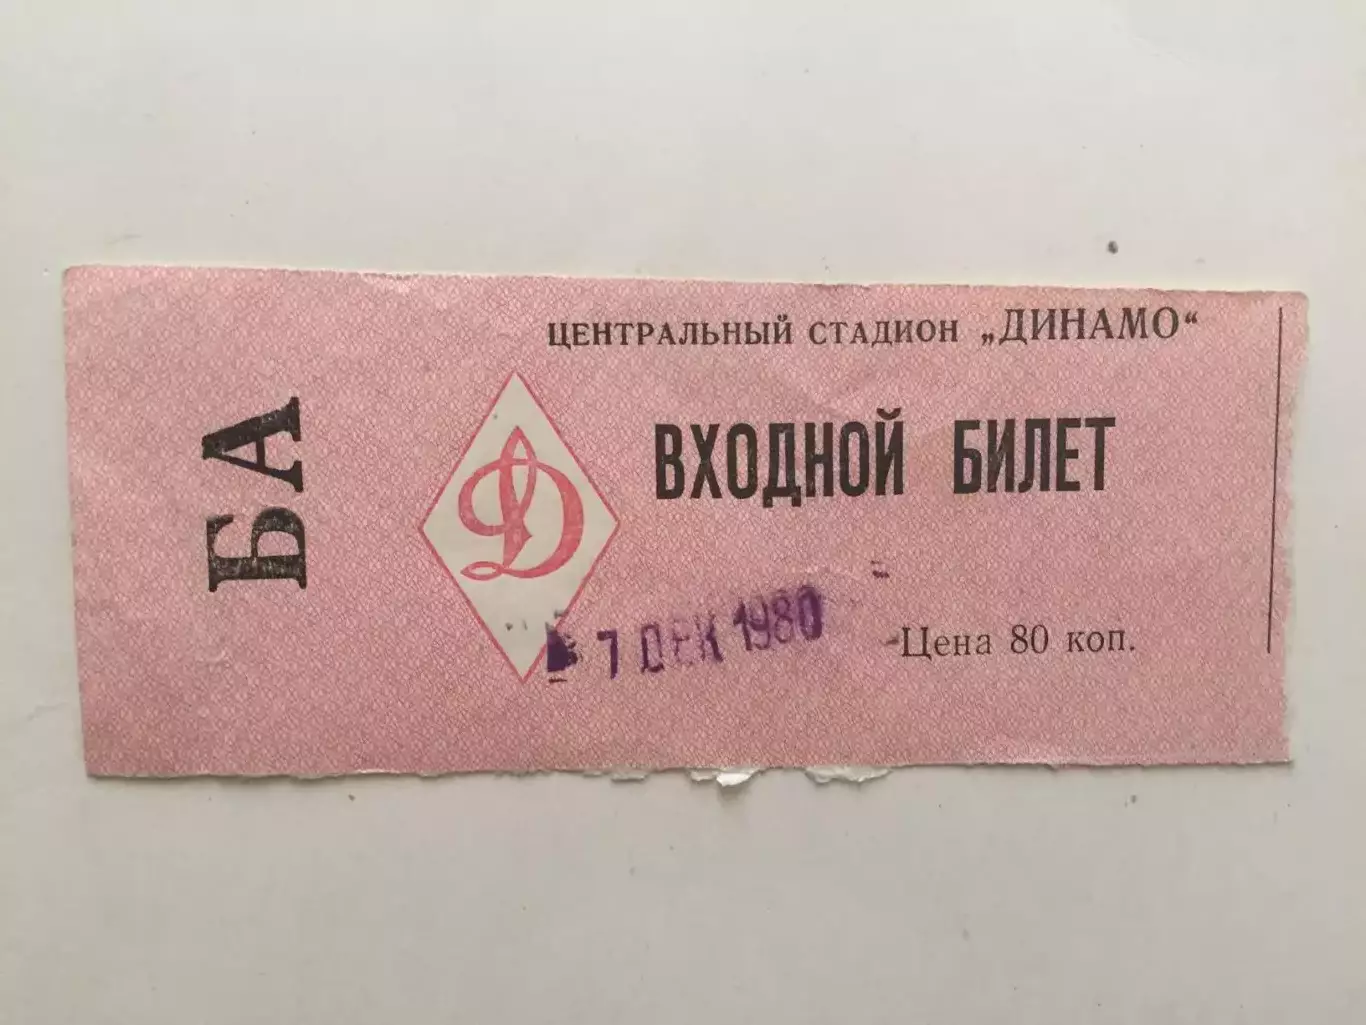 ЦЕНТРАЛЬНЫЙ СТАДИОН „ДИНАМО“
БА
Д
ВХОДНОЙ БИЛЕТ
7 ДЕК 1980
Цена 80 коп.